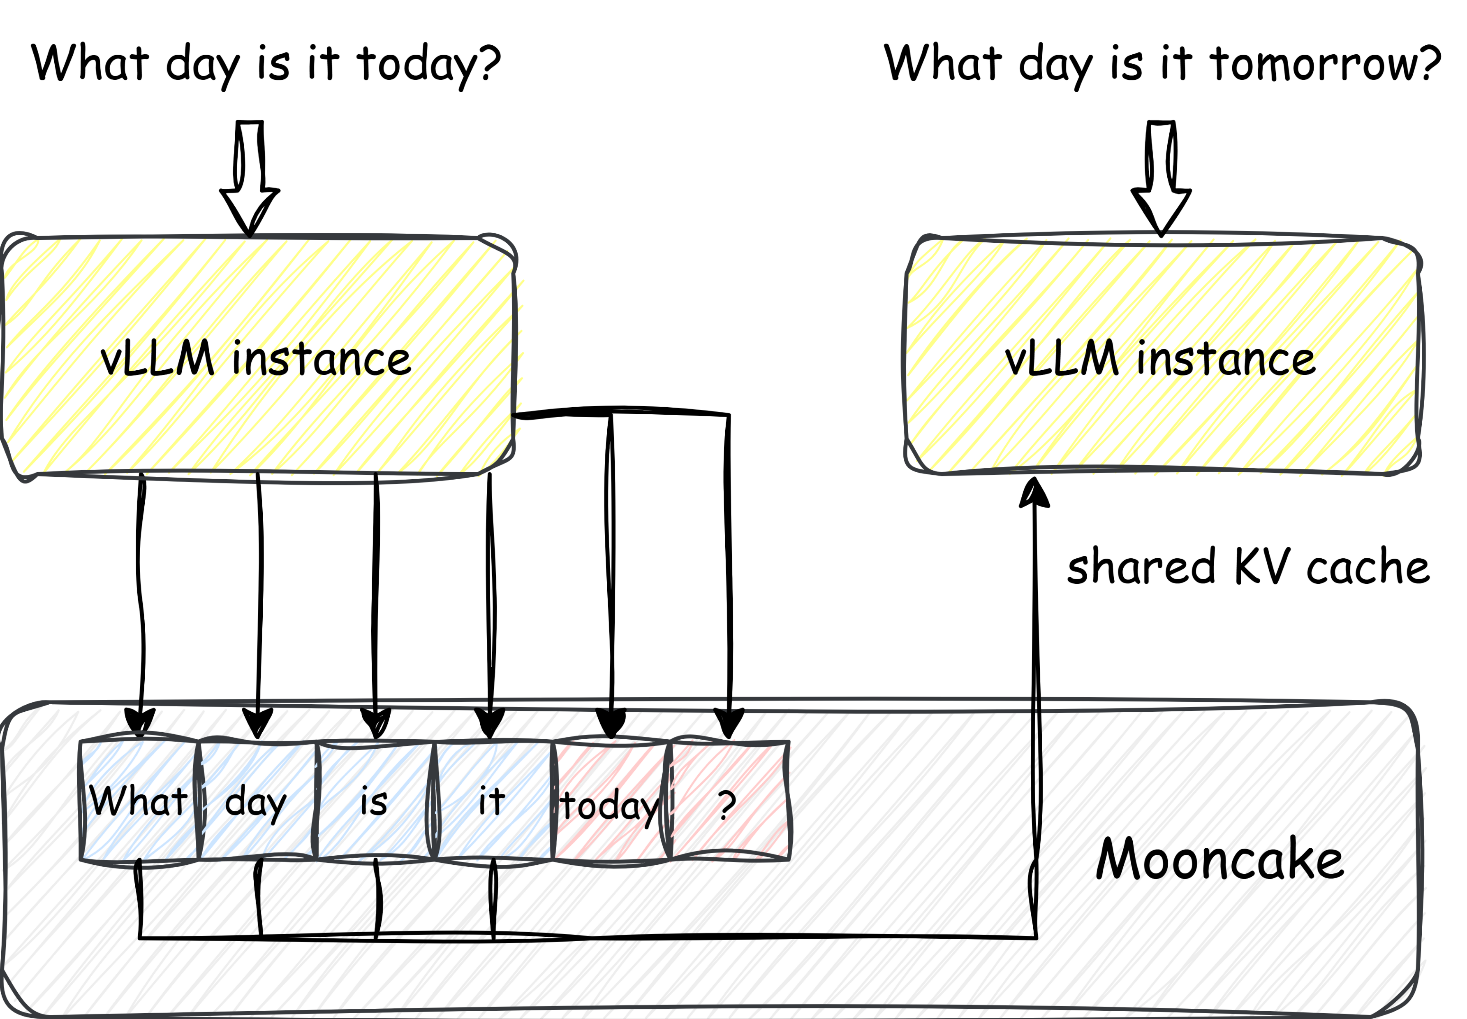 What day is it today?
What day is it tomorrow?
vLLM instance
vLLM instance
shared KV cache
What day is it today ?
Mooncake